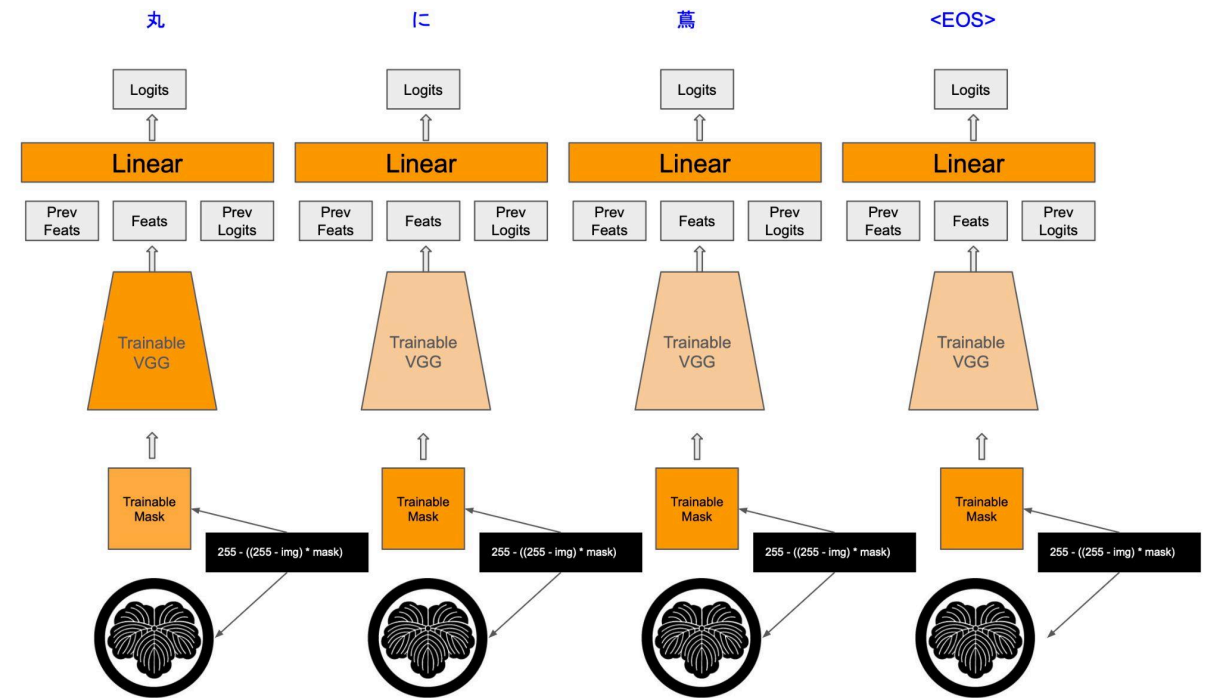 丸 に 蔦 <EOS>
Logits Logits Logits Logits
Linear Linear Linear Linear
Prev Feats Prev Prev Feats Prev Prev Feats Prev Prev Feats Prev
Feats Logits Feats Logits Feats Logits Feats Logits
Trainable Trainable Trainable Trainable
VGG VGG VGG VGG
Trainable Trainable Trainable Trainable
Mask Mask Mask Mask
255 - ((255 - img) * mask) 255 - ((255 - img) * mask) 255 - ((255 - img) * mask) 255 - ((255 - img) * mask)